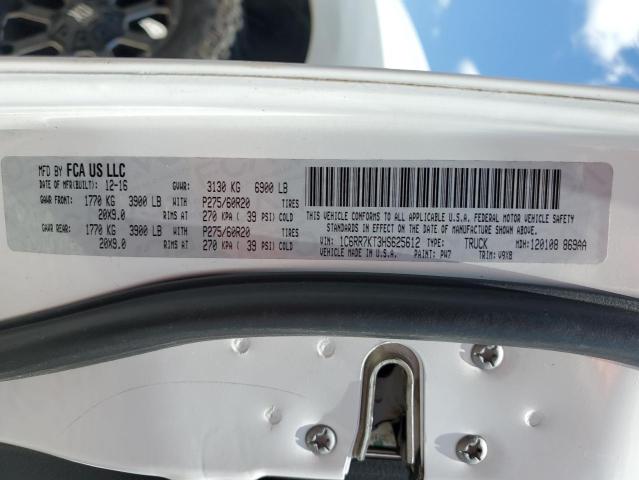 MFD BY FCA US LLC
DATE OF MFR(BUILT): 12-16 GVWR: 3130 KG 6900 LB
GAWR FRONT: 1770 KG 3900 LB WITH P275/60R20 TIRES
20X9.0 RIMS AT 270 KPA ( 39 PSI) COLD
GAWR REAR: 1770 KG 3900 LB WITH P275/60R20 TIRES
20X9.0 RIMS AT 270 KPA ( 39 PSI) COLD
THIS VEHICLE CONFORMS TO ALL APPLICABLE U.S.A. FEDERAL MOTOR VEHICLE SAFETY
STANDARDS IN EFFECT ON THE DATE OF MANUFACTURE SHOWN ABOVE.
VIN: 1C6RR7KT3HS625612 TYPE: TRUCK MDH: 120108 869AA
VEHICLE MADE IN U.S.A. PAINT: PW7 TRIM: V9X8